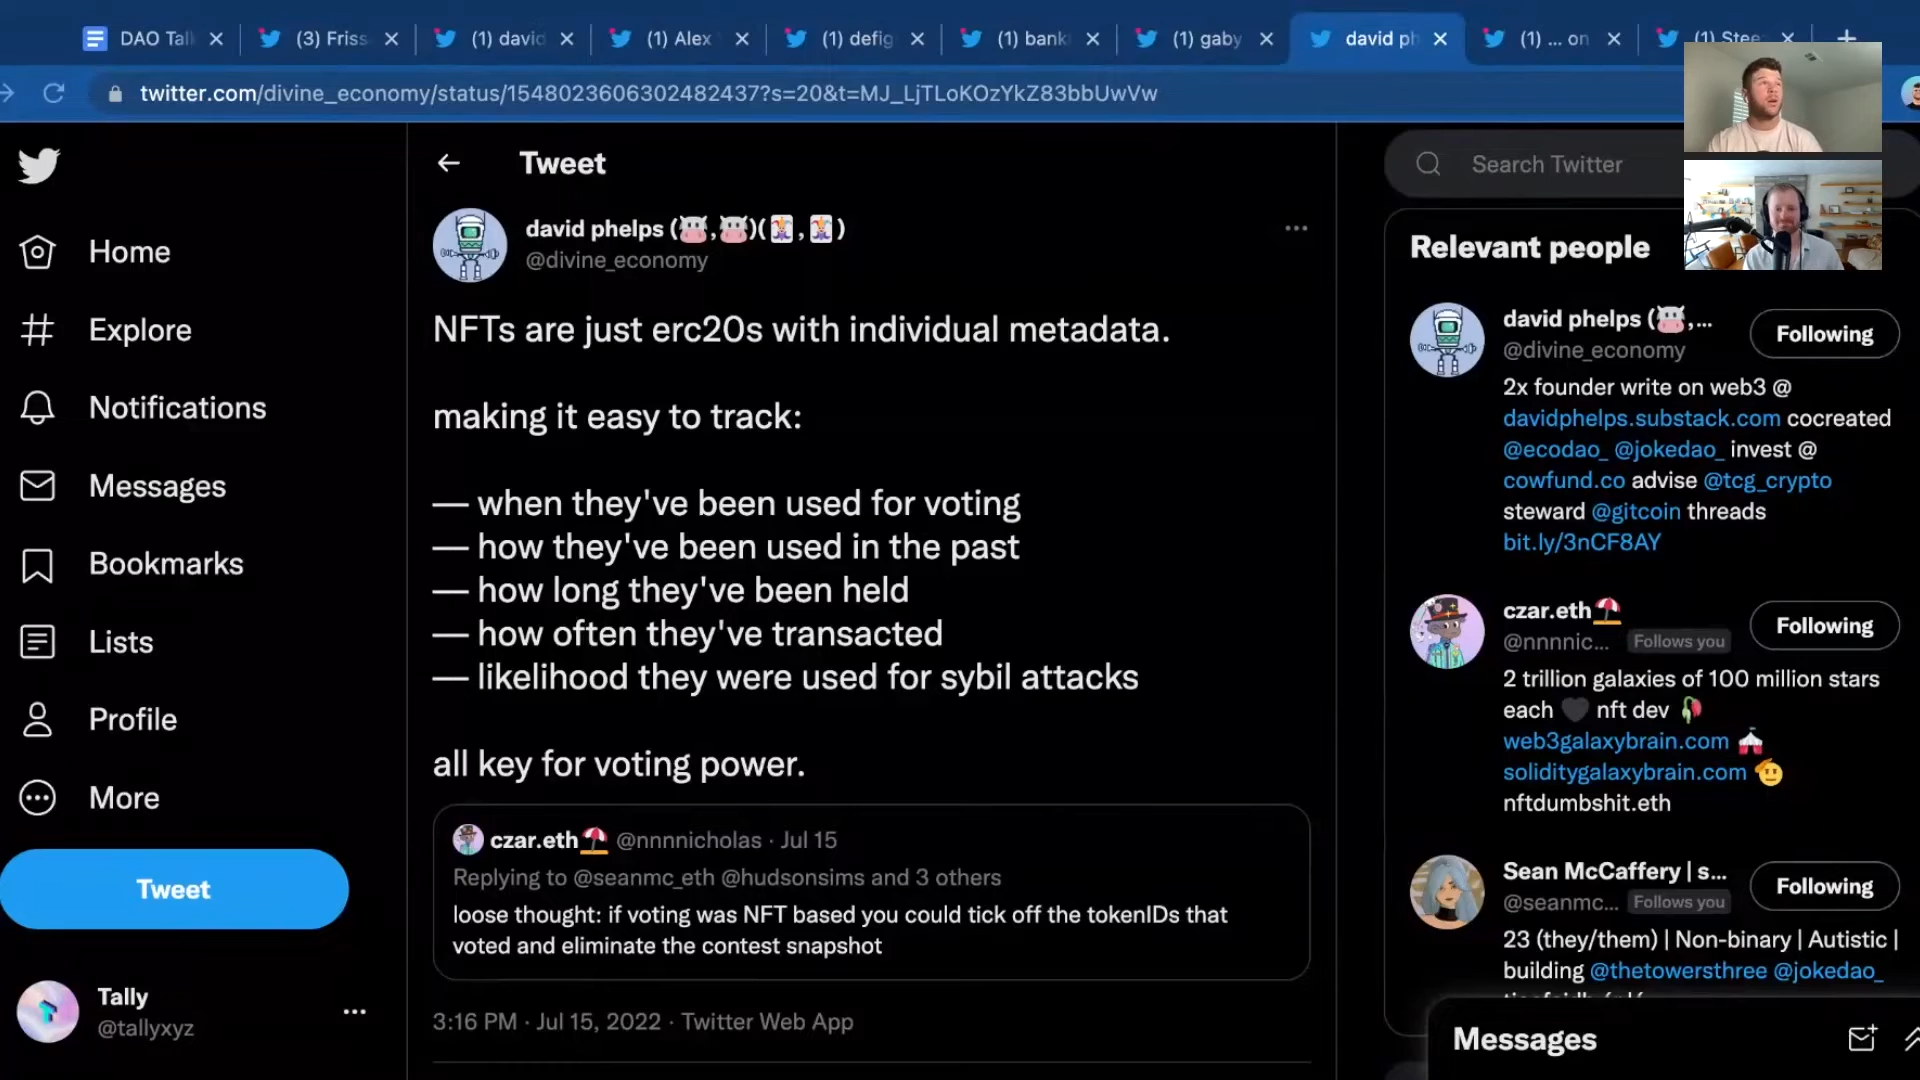 DAO Tal
(3) Friss
(1) david
(1) Alex
(1) defig
(1) bank
(1) gaby
david ph
(1) ... on
(1) Stee
twitter.com/divine_economy/status/1548023606302482437?s=20&t=MJ_LjTLoKOzYkZ83bbUwVw
Home
Explore
Notifications
Messages
Bookmarks
Lists
Profile
More
Tweet
Tally
@tallyxyz
Tweet
david phelps (🐮,🐮)(🃏,🃏)
@divine_economy
NFTs are just erc20s with individual metadata.
making it easy to track:
— when they've been used for voting
— how they've been used in the past
— how long they've been held
— how often they've transacted
— likelihood they were used for sybil attacks
all key for voting power.
czar.eth⛱️ @nnnnicholas · Jul 15
Replying to @seanmc_eth @hudsonsims and 3 others
loose thought: if voting was NFT based you could tick off the tokenIDs that
voted and eliminate the contest snapshot
3:16 PM · Jul 15, 2022 · Twitter Web App
Search Twitter
Relevant people
david phelps (🐮,...
Following
@divine_economy
2x founder write on web3 @
davidphelps.substack.com cocreated
@ecodao_ @jokedao_ invest @
cowfund.co advise @tcg_crypto
steward @gitcoin threads
bit.ly/3nCF8AY
czar.eth⛱️
Following
@nnnnic... Follows you
2 trillion galaxies of 100 million stars
each 🖤 nft dev 🥀
web3galaxybrain.com 🎪
soliditygalaxybrain.com 🫡
nftdumbshit.eth
Sean McCaffery | s...
Following
@seanmc... Follows you
23 (they/them) | Non-binary | Autistic |
building @thetowersthree @jokedao_
Messages